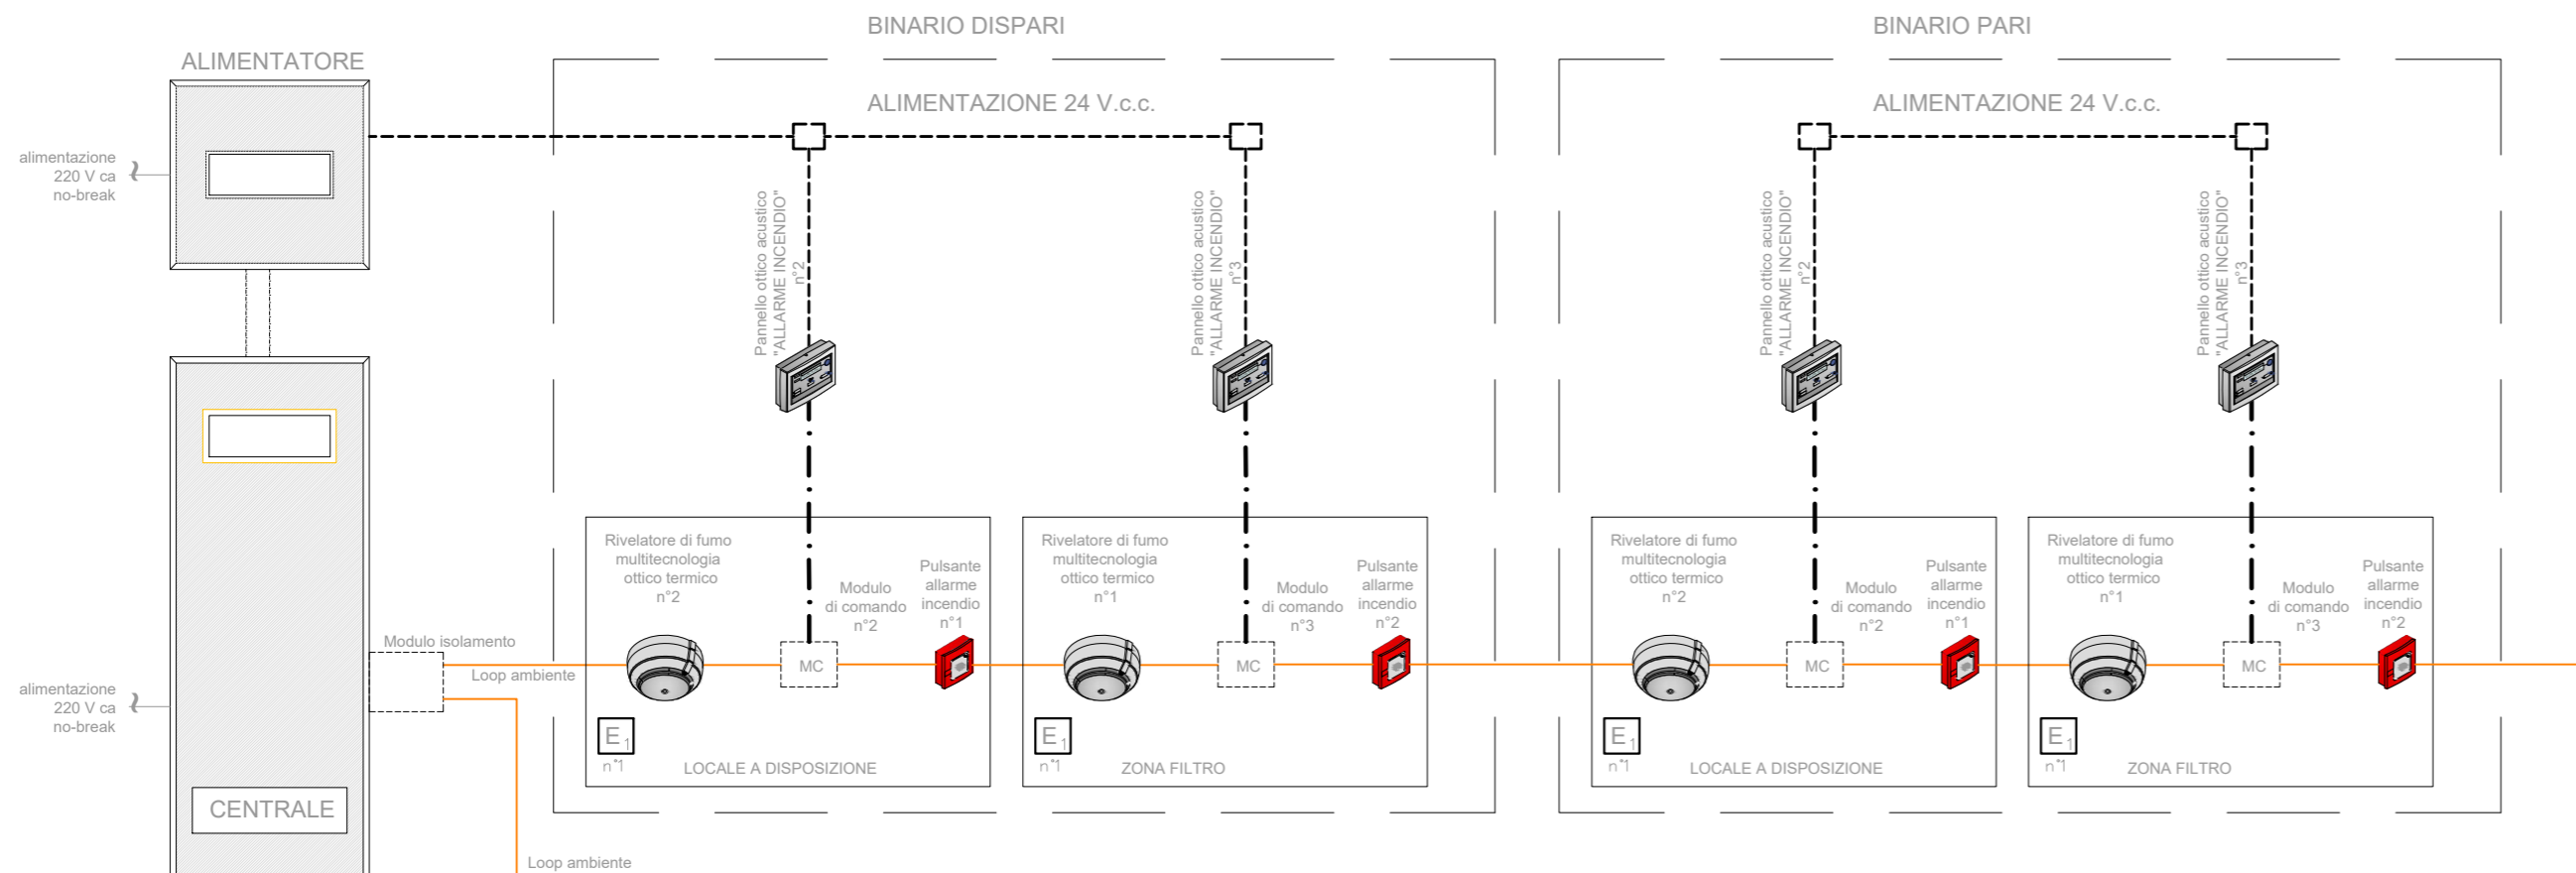 BINARIO DISPARI
BINARIO PARI
ALIMENTATORE
ALIMENTAZIONE 24 V.c.c.
ALIMENTAZIONE 24 V.c.c.
alimentazione
220 V ca
no-break
Pannello ottico acustico
"ALLARME INCENDIO"
n°2
Pannello ottico acustico
"ALLARME INCENDIO"
n°3
Pannello ottico acustico
"ALLARME INCENDIO"
n°2
Pannello ottico acustico
"ALLARME INCENDIO"
n°3
Rivelatore di fumo
multitecnologia
ottico termico
n°2
Modulo
di comando
n°2
Pulsante
allarme
incendio
n°1
MC
E1
n°1
LOCALE A DISPOSIZIONE
Rivelatore di fumo
multitecnologia
ottico termico
n°1
Modulo
di comando
n°3
Pulsante
allarme
incendio
n°2
MC
E1
n°1
ZONA FILTRO
Rivelatore di fumo
multitecnologia
ottico termico
n°2
Modulo
di comando
n°2
Pulsante
allarme
incendio
n°1
MC
E1
n°1
LOCALE A DISPOSIZIONE
Rivelatore di fumo
multitecnologia
ottico termico
n°1
Modulo
di comando
n°3
Pulsante
allarme
incendio
n°2
MC
E1
n°1
ZONA FILTRO
Modulo isolamento
Loop ambiente
alimentazione
220 V ca
no-break
CENTRALE
Loop ambiente